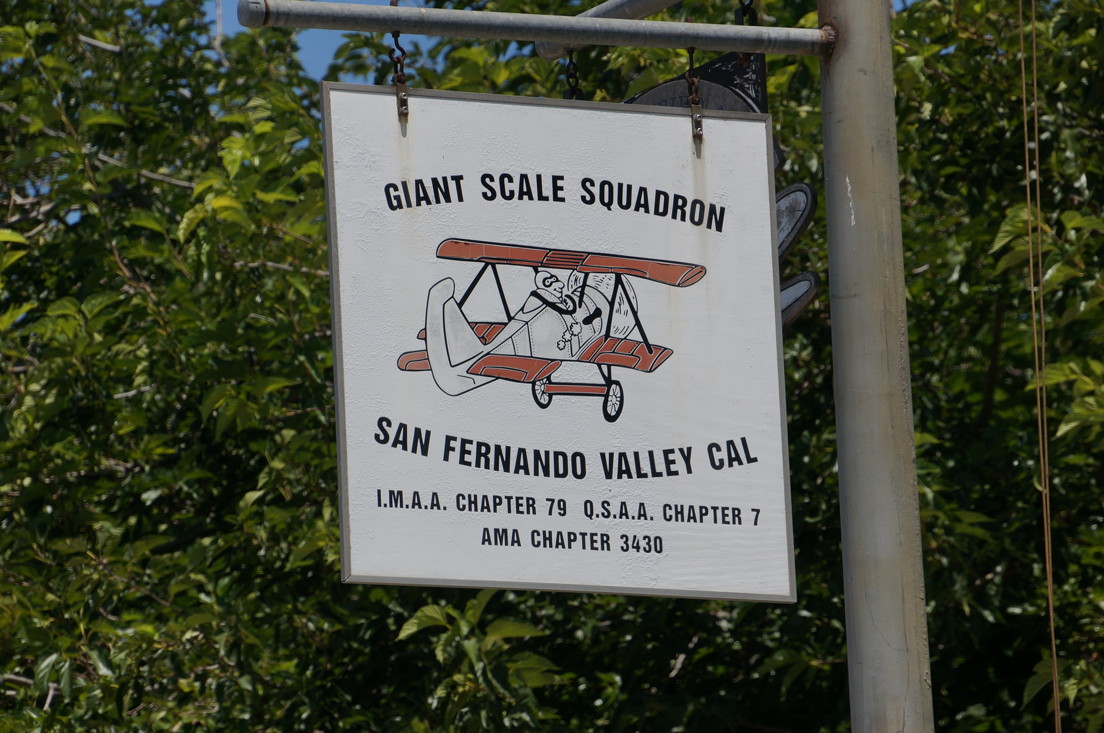 GIANT SCALE SQUADRON
SAN FERNANDO VALLEY CAL
I.M.A.A. CHAPTER 79 Q.S.A.A. CHAPTER 7
AMA CHAPTER 3430